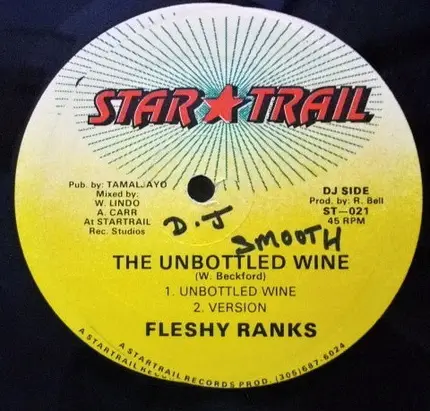 STAR★TRAIL
Pub. by: TAMALJAYO
Mixed by:
W. LINDO
A. CARR
At STARTRAIL
Rec. Studios
DJ SIDE
Prod. by: R. Bell
ST—021
45 RPM
D.J
SMOOTH
THE UNBOTTLED WINE
(W. Beckford)
1. UNBOTTLED WINE
2. VERSION
FLESHY RANKS
A STARTRAIL RECORDS PROD. (305)687-6024